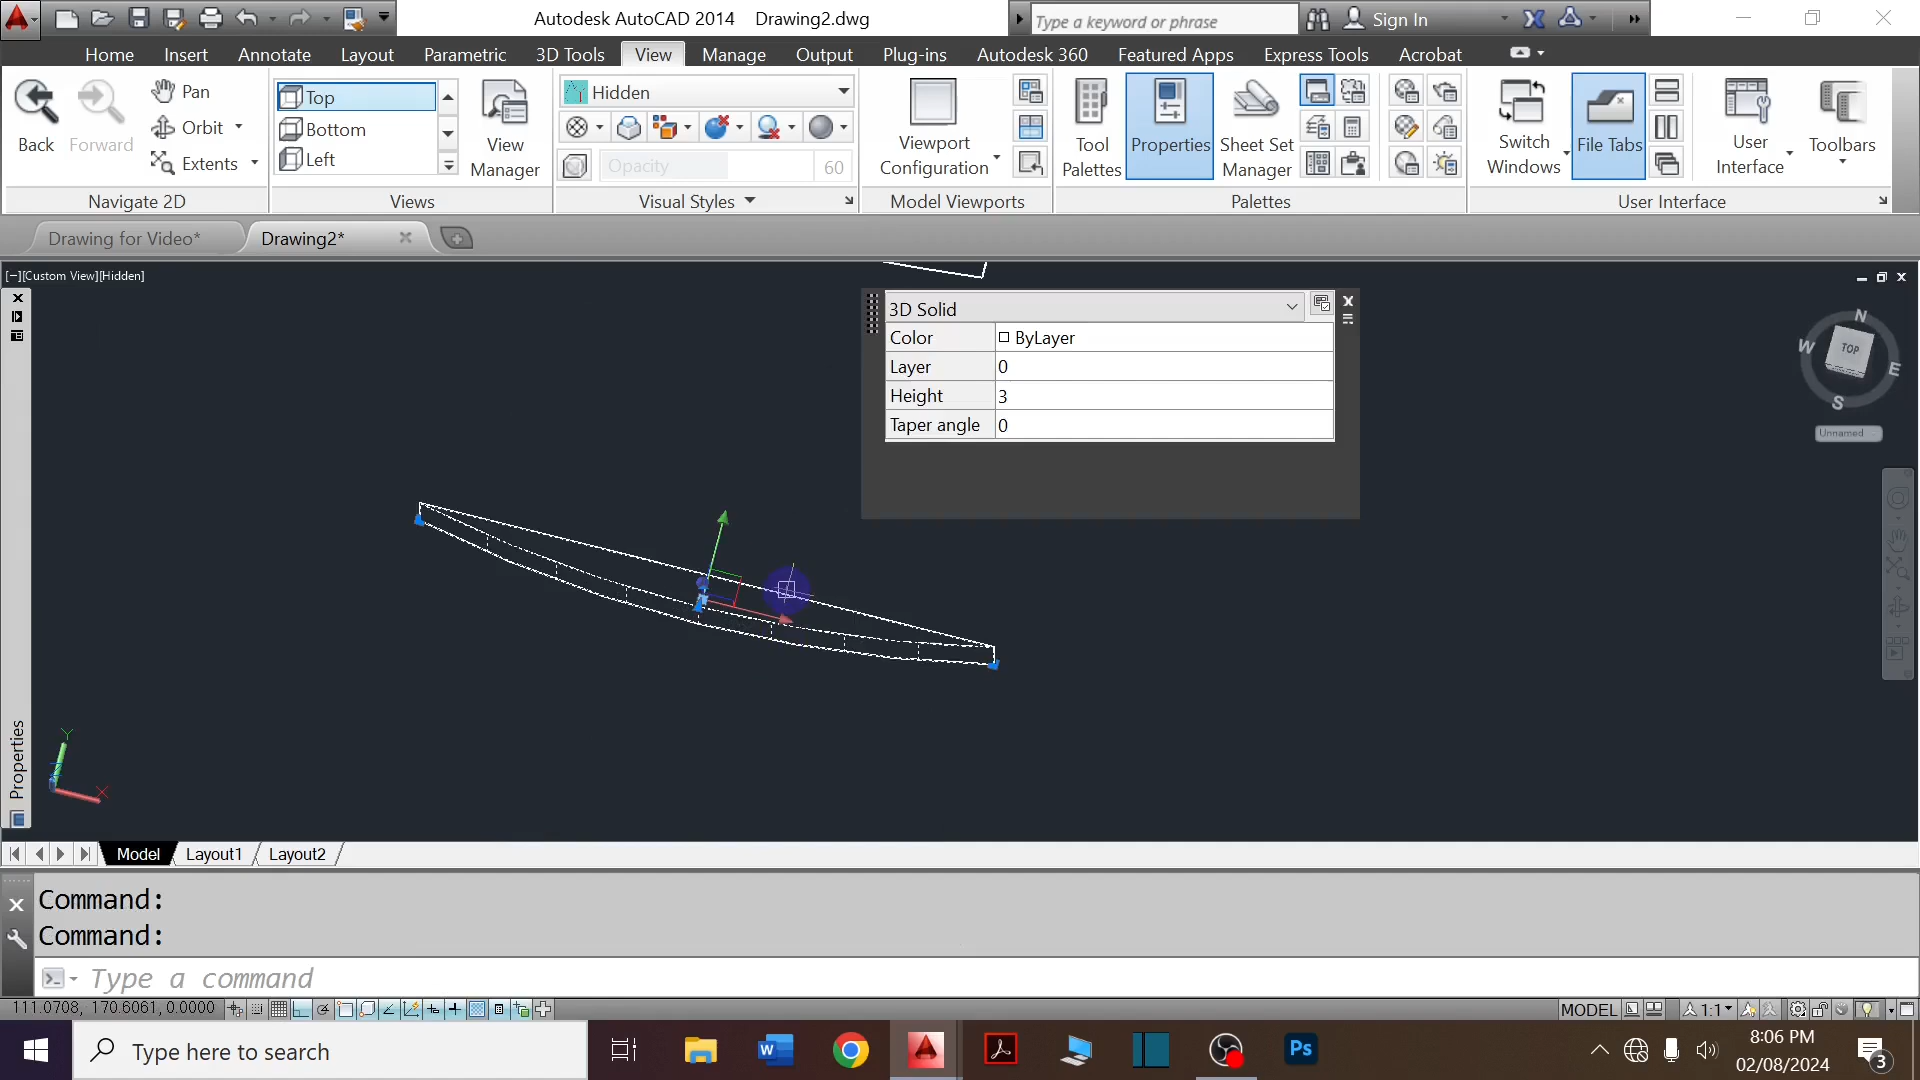 Autodesk AutoCAD 2014 Drawing2.dwg
Type a keyword or phrase
Sign In
Home Insert Annotate Layout Parametric 3D Tools View Manage Output Plug-ins Autodesk 360 Featured Apps Express Tools Acrobat
Back
Forward
Pan
Orbit
Extents
Navigate 2D
Top
Bottom
Left
View
Manager
Views
Hidden
Opacity 60
Visual Styles
Viewport
Configuration
Model Viewports
Tool
Palettes
Properties
Sheet Set
Manager
Palettes
Switch
Windows
File Tabs
User
Interface
Toolbars
User Interface
Drawing for Video*
Drawing2*
[−][Custom View][Hidden]
3D Solid
Color ByLayer
Layer 0
Height 3
Taper angle 0
N
W
TOP
E
S
Unnamed
Properties
Y
X
Model Layout1 Layout2
Command:
Command:
Type a command
111.0708, 170.6061, 0.0000
MODEL
1:1
Type here to search
W
Ps
8:06 PM
02/08/2024
3